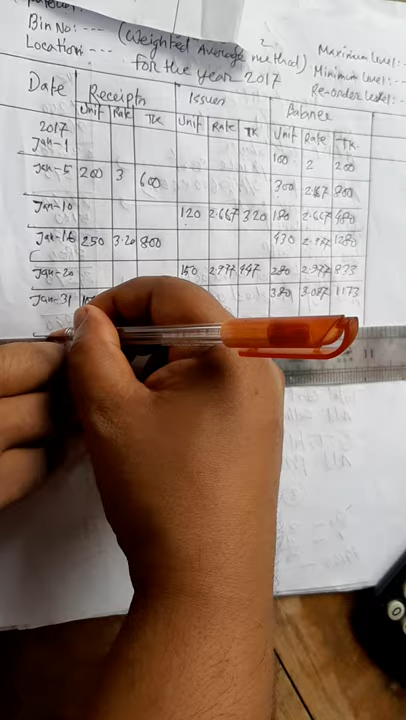 Bin No: ---
(Weighted Average method)
Maximum Level: -
Location: ---
for the year 2017
Minimum Level: --
Re-order Level: -
Date Receipts Issues Balance
Unit Rate TK Unit Rate TK Unit Rate TK.
2017
Jan-1 100 2 200
Jan-5 200 3 600 300 2.667 800
Jan-10 120 2.667 320 180 2.667 480
Jan-16 250 3.20 800 430 2.977 1280
Jan-20 150 2.977 447 280 2.977 833
Jan-31 380 3.087 1173